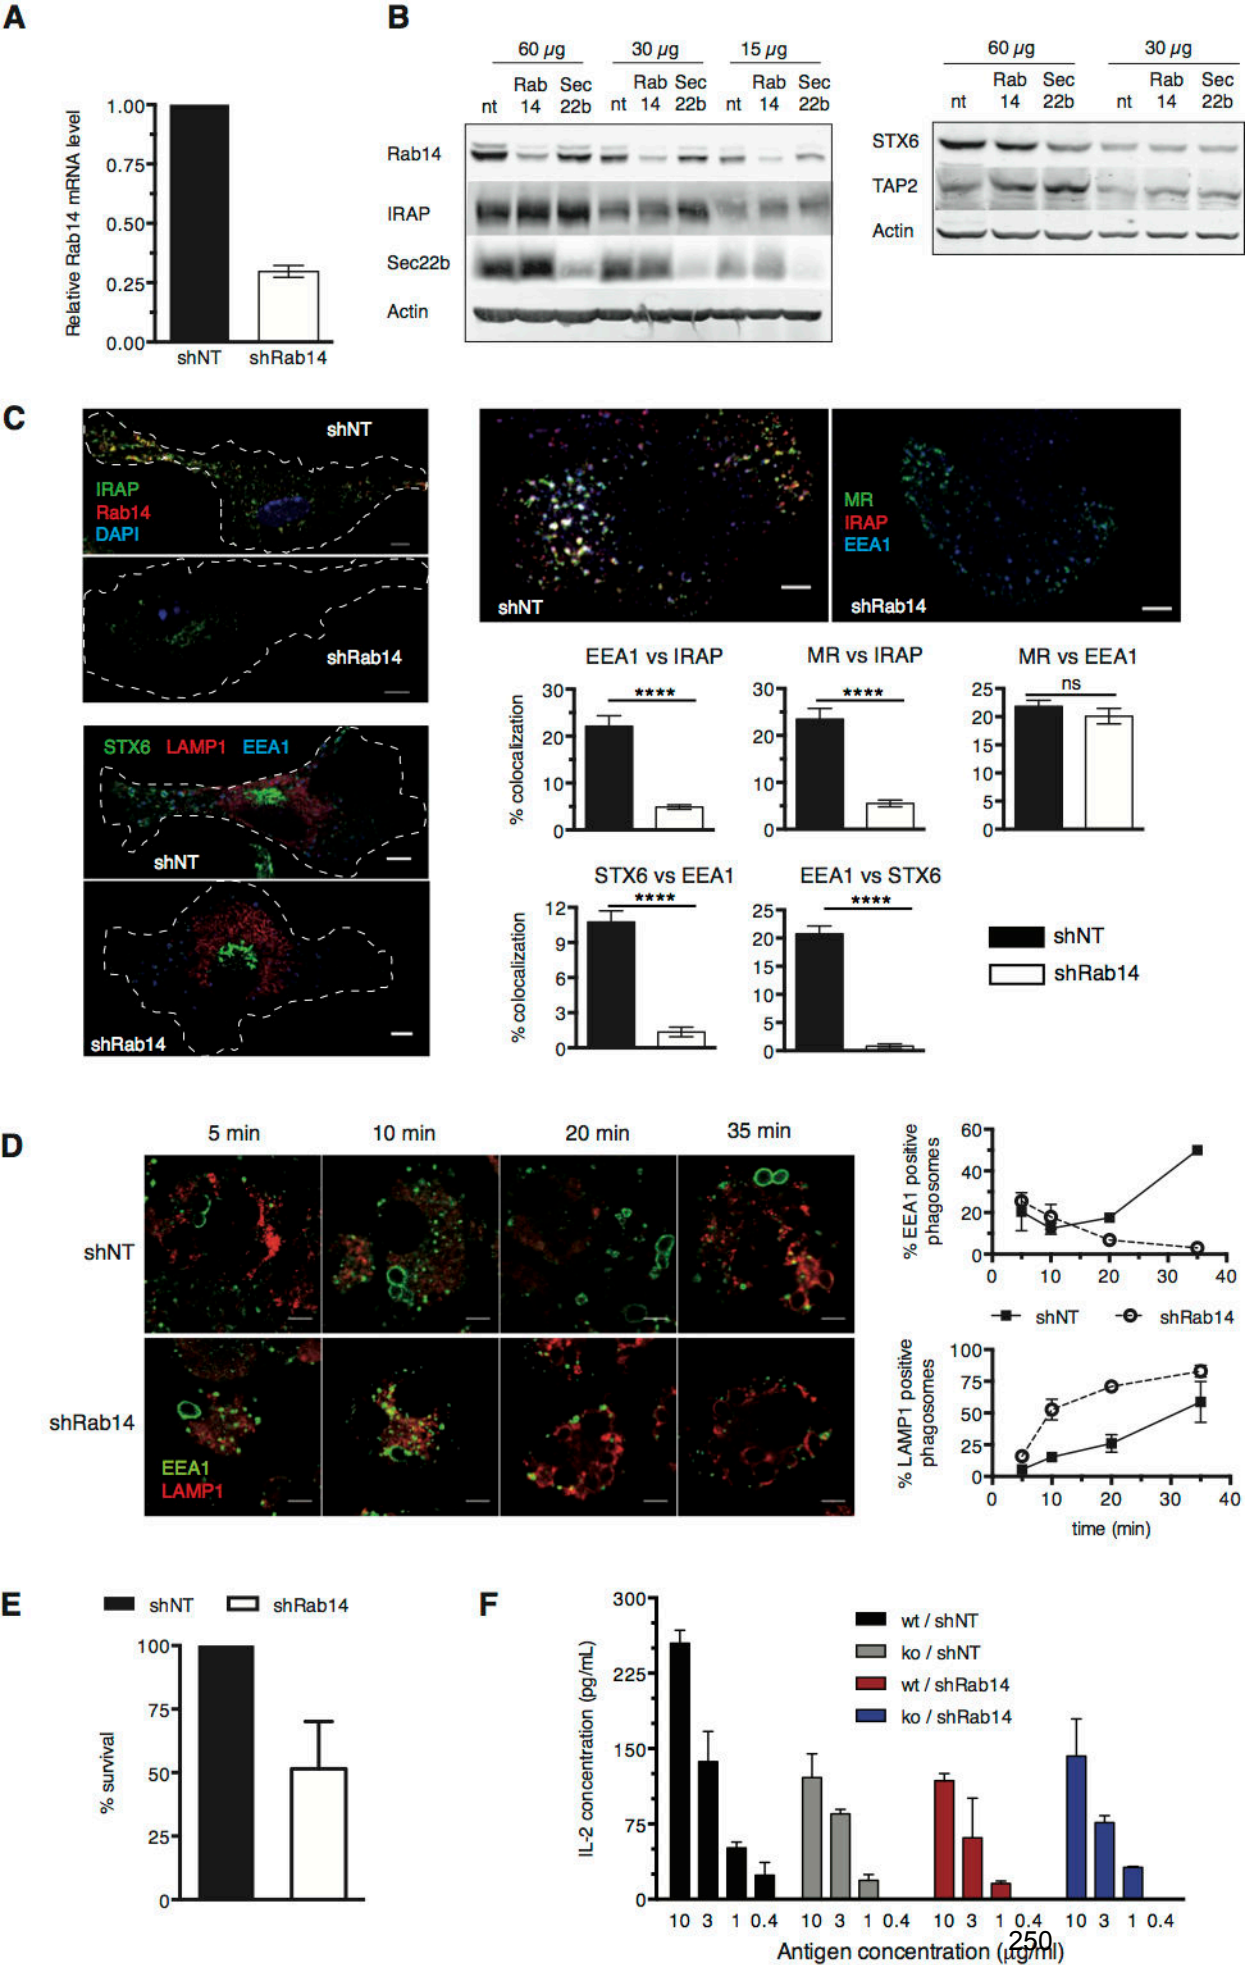 A
Relative Rab14 mRNA level
1.00
0.75
0.50
0.25
0.00
shNT shRab14
B
60 µg 30 µg 15 µg
Rab Sec Rab Sec Rab Sec
nt 14 22b nt 14 22b nt 14 22b
Rab14
IRAP
Sec22b
Actin
60 µg 30 µg
Rab Sec Rab Sec
nt 14 22b nt 14 22b
STX6
TAP2
Actin
C
shNT
IRAP
Rab14
DAPI
shRab14
STX6 LAMP1 EEA1
shNT
shRab14
shNT
MR
IRAP
EEA1
shRab14
EEA1 vs IRAP
% colocalization
30
20
10
0
****
MR vs IRAP
30
20
10
0
****
MR vs EEA1
25
20
15
10
5
0
ns
STX6 vs EEA1
% colocalization
12
9
6
3
0
****
EEA1 vs STX6
25
20
15
10
5
0
****
shNT
shRab14
D
5 min 10 min 20 min 35 min
shNT
shRab14
EEA1
LAMP1
% EEA1 positive
phagosomes
60
40
20
0
0 10 20 30 40
shNT shRab14
% LAMP1 positive
phagosomes
100
75
50
25
0
0 10 20 30 40
time (min)
E
shNT shRab14
% survival
100
75
50
25
0
F
IL-2 concentration (pg/mL)
300
225
150
75
0
wt / shNT
ko / shNT
wt / shRab14
ko / shRab14
10 3 1 0.4 10 3 1 0.4 10 3 1 0.4 10 3 1 0.4
Antigen concentration (µg/ml)
250